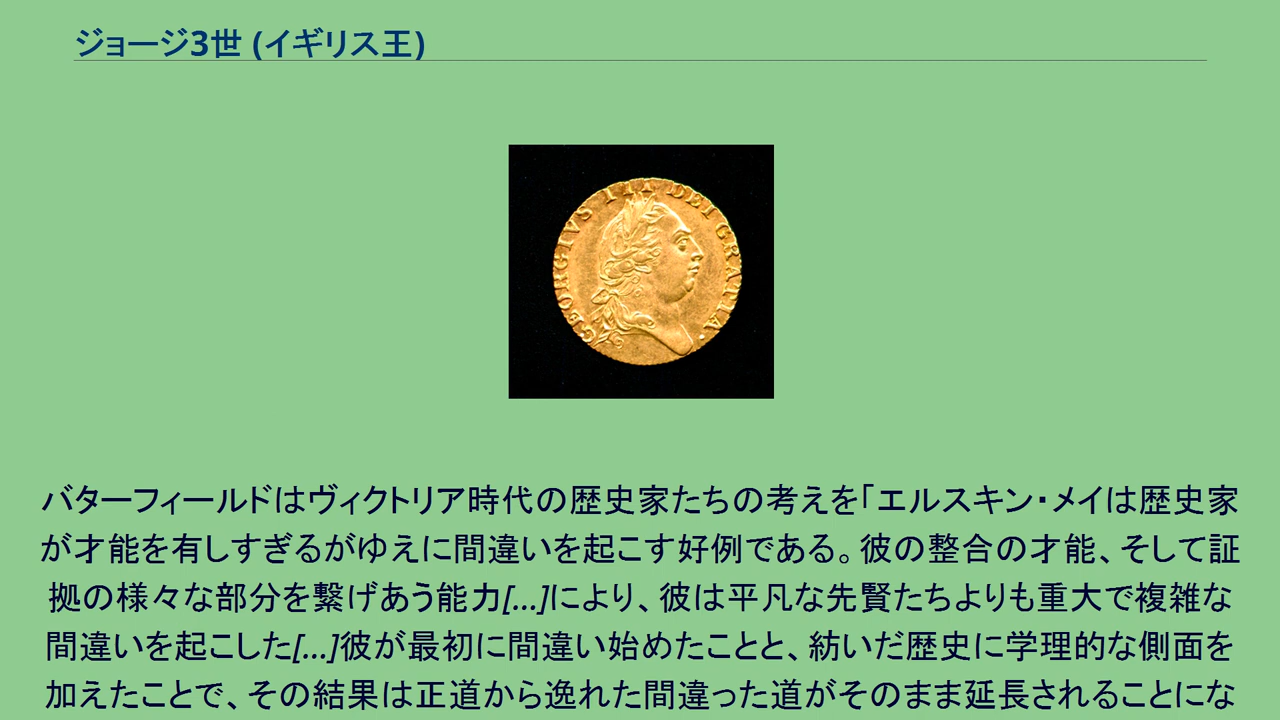 ジョージ3世 (イギリス王)
GEORGIVS III DEI GRATIA.
バターフィールドはヴィクトリア時代の歴史家たちの考えを「エルスキン・メイは歴史家
が才能を有しすぎるがゆえに間違いを起こす好例である。彼の整合の才能、そして証
拠の様々な部分を繋げあう能力[...]により、彼は平凡な先賢たちよりも重大で複雑な
間違いを起こした[...]彼が最初に間違い始めたことと、紡いだ歴史に学理的な側面を
加えたことで、その結果は正道から逸れた間違った道がそのまま延長されることにな